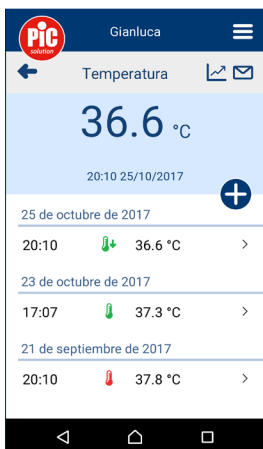 PiC
solution
Gianluca
Temperatura
36.6 °C
20:10 25/10/2017
25 de octubre de 2017
20:10 36.6 °C
23 de octubre de 2017
17:07 37.3 °C
21 de septiembre de 2017
20:10 37.8 °C